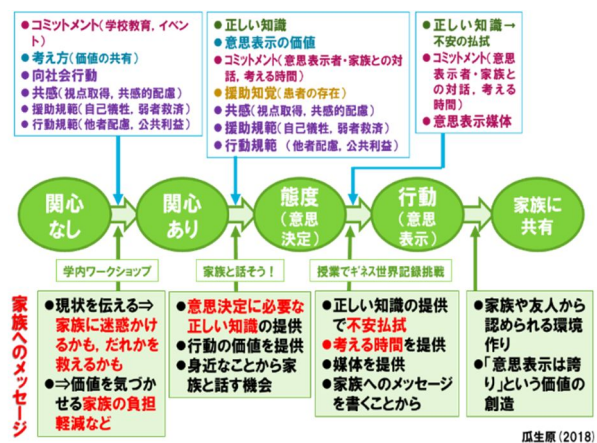 ●コミットメント(学校教育，イベン
ト)
●考え方(価値の共有)
●向社会行動
●共感(視点取得，共感的配慮)
●援助規範(自己犠牲，弱者救済)
●行動規範(他者配慮，公共利益)
●正しい知識
●意思表示の価値
●コミットメント(意思表示者・家族との対
話，考える時間)
●援助知覚(患者の存在)
●共感(視点取得，共感的配慮)
●援助規範(自己犠牲，弱者救済)
●行動規範 (他者配慮，公共利益)
●正しい知識→
不安の払拭
●コミットメント(意思
表示者・家族と
の対話，考える
時間)
●意思表示媒体
関心
なし
関心
あり
態度
(意思
決定)
行動
(意思
表示)
家族に
共有
学内ワークショップ
家族と話そう！
授業でギネス世界記録挑戦
家族へのメッセージ
●現状を伝える⇒
家族に迷惑かけ
るかも，だれかを
救えるかも
●⇒価値を気づか
せる家族の負担
軽減など
●意思決定に必要な
正しい知識の提供
●行動の価値を提供
●身近なことから家
族と話す機会
●正しい知識の提供
で不安払拭
●考える時間を提供
●媒体を提供
●家族へのメッセージ
を書くことから
●家族や友人から
認められる環境
作り
●「意思表示は誇
り」という価値の
創造
瓜生原(2018)